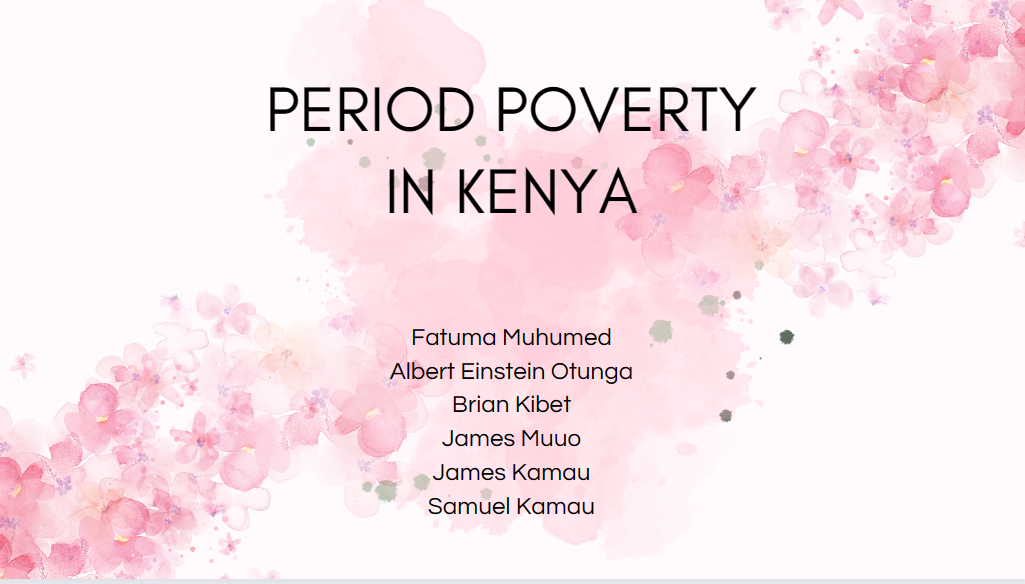 PERIOD POVERTY
IN KENYA
Fatuma Muhumed
Albert Einstein Otunga
Brian Kibet
James Muuo
James Kamau
Samuel Kamau